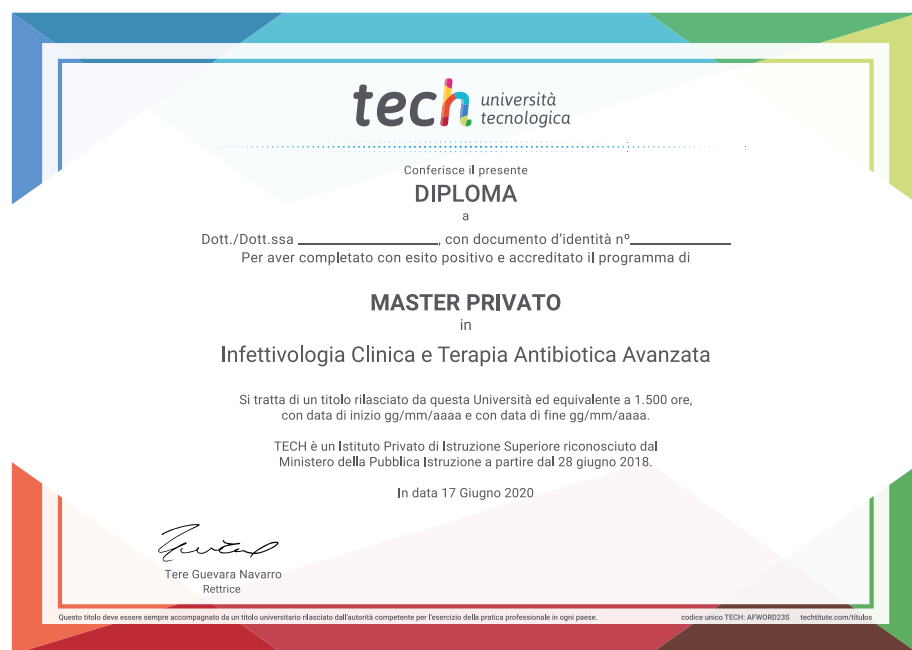 tech università
tecnologica
Conferisce il presente
DIPLOMA
a
Dott./Dott.ssa __________________, con documento d'identità nº_____________
Per aver completato con esito positivo e accreditato il programma di
MASTER PRIVATO
in
Infettivologia Clinica e Terapia Antibiotica Avanzata
Si tratta di un titolo rilasciato da questa Università ed equivalente a 1.500 ore,
con data di inizio gg/mm/aaaa e con data di fine gg/mm/aaaa.
TECH è un Istituto Privato di Istruzione Superiore riconosciuto dal
Ministero della Pubblica Istruzione a partire dal 28 giugno 2018.
In data 17 Giugno 2020
Tere Guevara Navarro
Rettrice
Questo titolo deve essere sempre accompagnato da un titolo universitario rilasciato dall'autorità competente per l'esercizio della pratica professionale in ogni paese. codice unico TECH: AFWORD23S techtitute.com/titulos